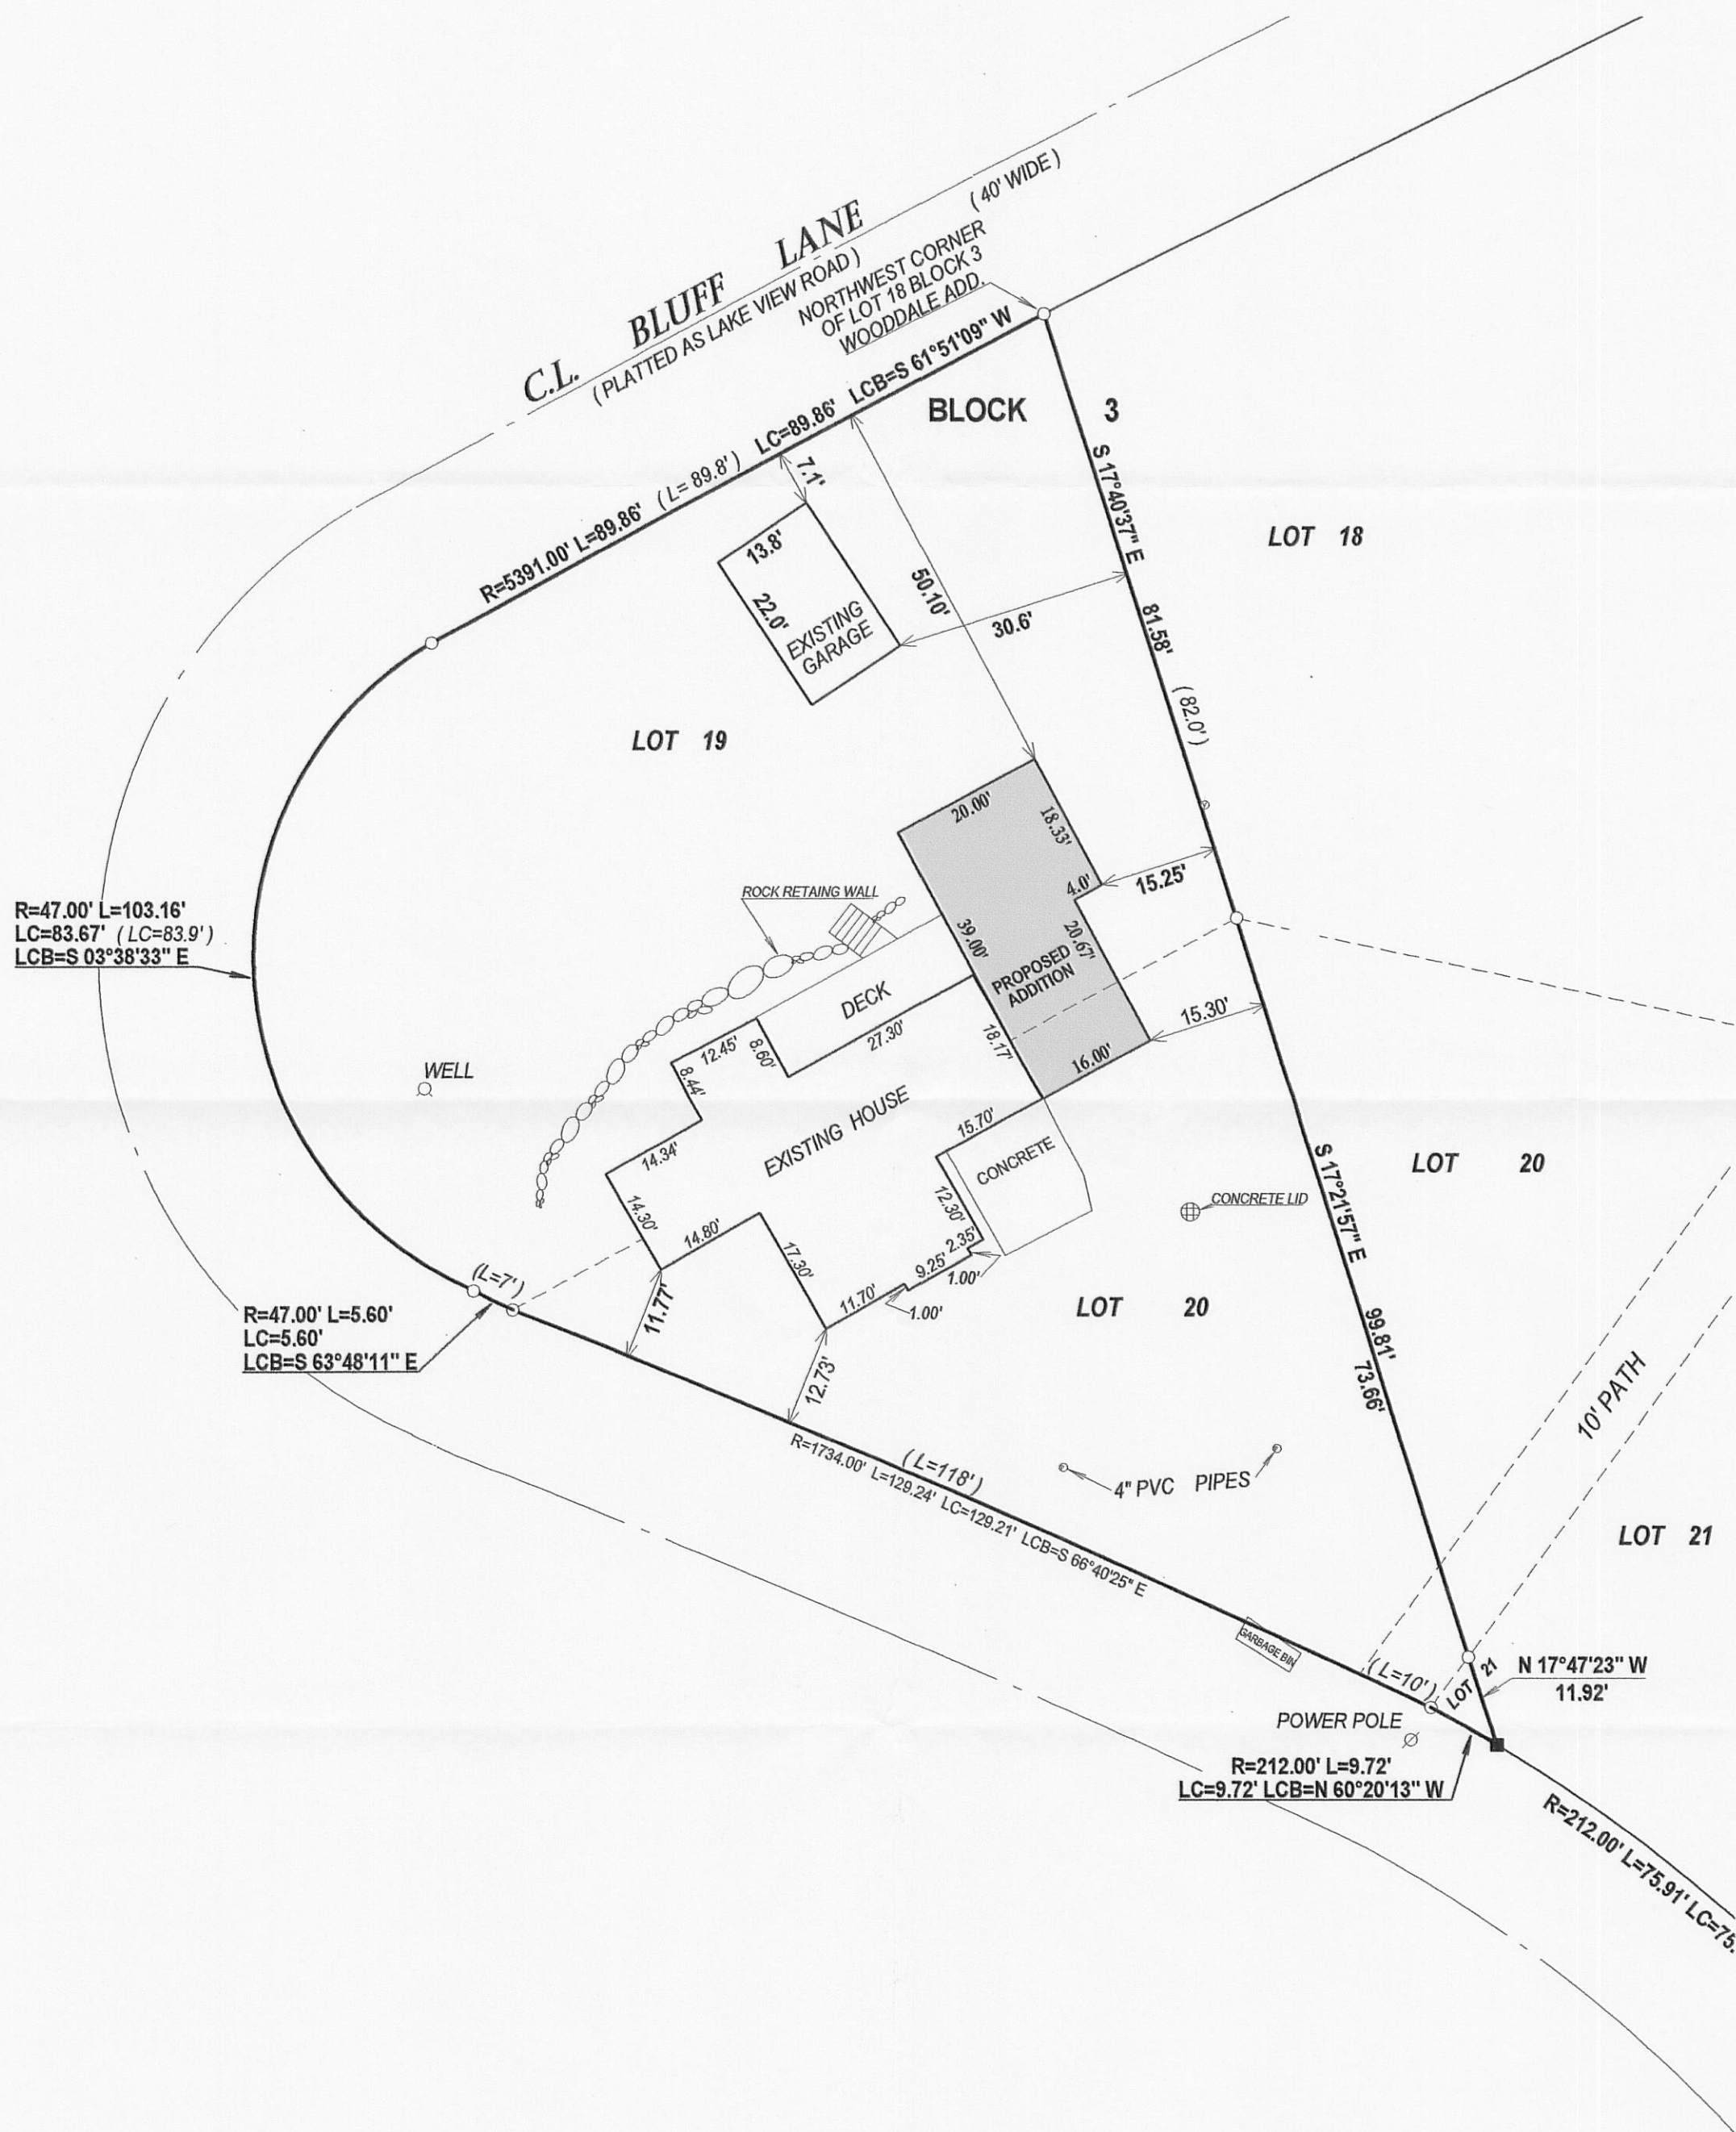 C.L. BLUFF LANE
( 40' WIDE )
( PLATTED AS LAKE VIEW ROAD )
NORTHWEST CORNER
OF LOT 18 BLOCK 3
WOODDALE ADD.
R=5391.00' L=89.86' ( L= 89.8' ) LC=89.86' LCB=S 61°51'09" W
BLOCK 3
7.1'
S 17°40'37" E 81.58' ( 82.0' )
LOT 18
13.8'
22.0'
EXISTING
GARAGE
50.10'
30.6'
LOT 19
20.00'
18.33'
4.0'
15.25'
ROCK RETAING WALL
39.00'
20.67'
PROPOSED
ADDITION
R=47.00' L=103.16'
LC=83.67' ( LC=83.9' )
LCB=S 03°38'33" E
DECK
27.30'
18.17'
16.00'
15.30'
12.45'
8.60'
8.44'
WELL
EXISTING HOUSE
14.34'
15.70'
CONCRETE
14.30'
14.80'
17.30'
12.30'
2.35'
9.25'
1.00'
11.70'
1.00'
CONCRETE LID
LOT 20
LOT 20
S 17°21'57" E 99.81'
73.66'
(L=7')
R=47.00' L=5.60'
LC=5.60'
LCB=S 63°48'11" E
11.77'
12.73'
( L=118' )
R=1734.00' L=129.24' LC=129.21' LCB=S 66°40'25" E
4" PVC PIPES
10' PATH
LOT 21
GARBAGE BIN
( L=10' )
LOT 21
N 17°47'23" W
11.92'
POWER POLE
R=212.00' L=9.72'
LC=9.72' LCB=N 60°20'13" W
R=212.00' L=75.91' LC=75.